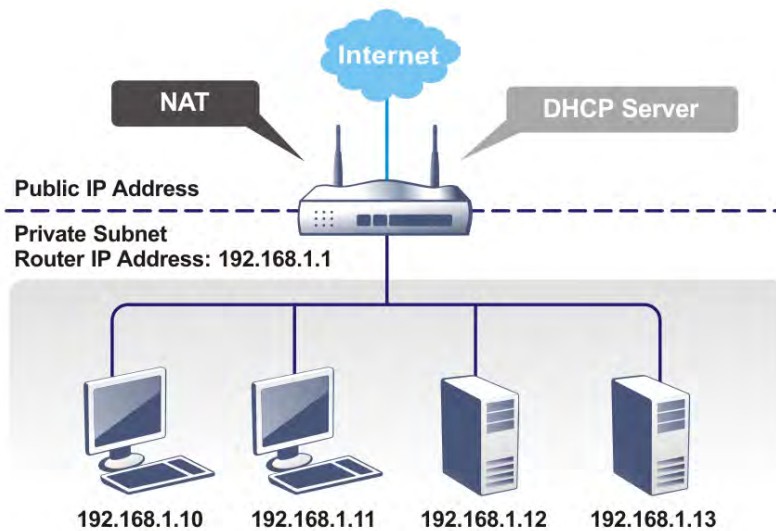 Internet
NAT
DHCP Server
Public IP Address
Private Subnet
Router IP Address: 192.168.1.1
192.168.1.10
192.168.1.11
192.168.1.12
192.168.1.13